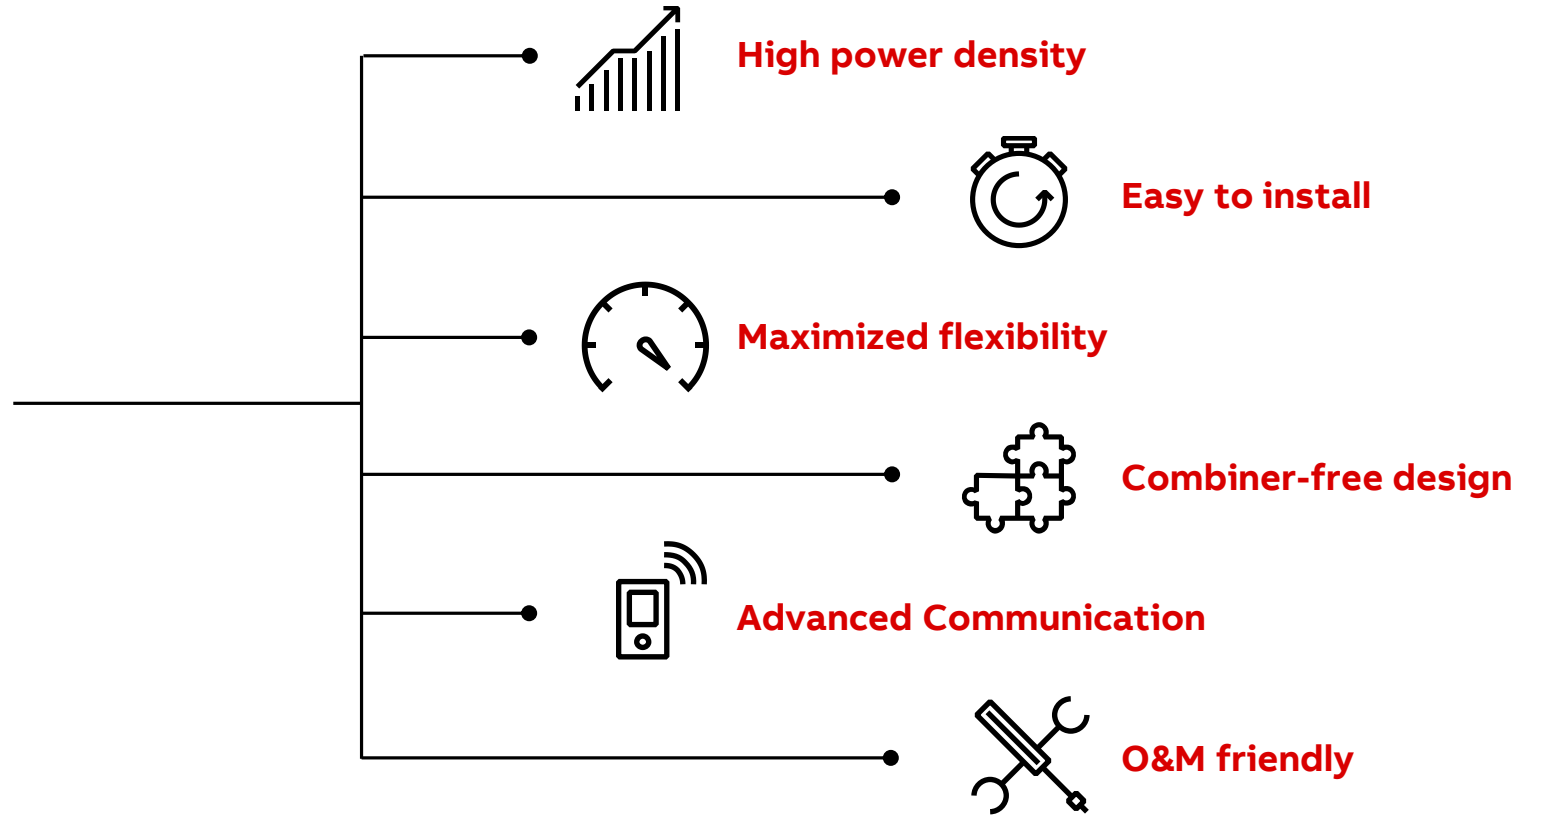 High power density
Easy to install
Maximized flexibility
Combiner-free design
Advanced Communication
O&M friendly